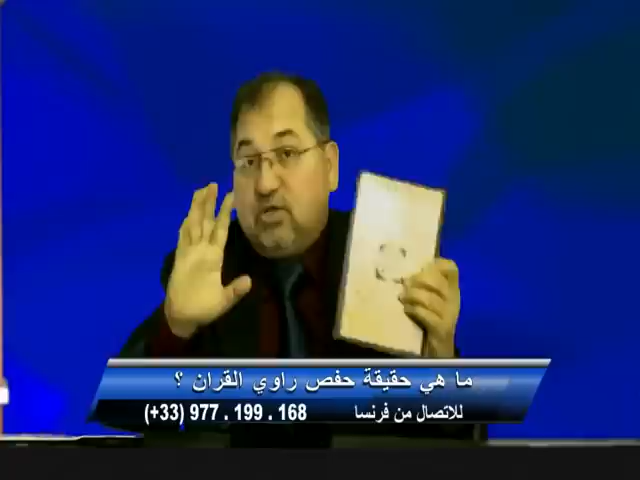 ما هي حقيقة حفص راوي القران ؟
للاتصال من فرنسا (+33) 977 . 199 . 168